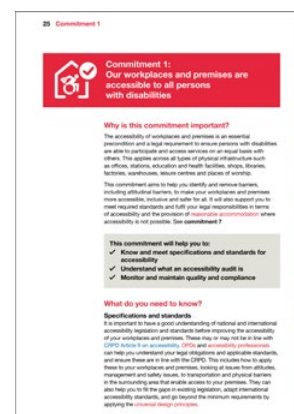 25 Commitment 1
Commitment 1:
Our workplaces and premises are
accessible to all persons
with disabilities
Why is this commitment important?
The accessibility of workplaces and premises is an essential
precondition and a legal requirement to ensure persons with disabilities
are able to participate and access services on an equal basis with
others. This applies across all types of physical infrastructure such
as offices, stations, education and health facilities, shops, libraries,
factories, warehouses, leisure centres and places of worship.
This commitment aims to help you identify and remove barriers,
including attitudinal barriers, to make your workplaces and premises
more accessible, inclusive and safer for all. It will also support you to
meet required standards and fulfil your legal responsibilities in terms
of accessibility and the provision of reasonable accommodation where
accessibility is not possible. See commitment 7
This commitment will help you to:
✓ Know and meet specifications and standards for
accessibility
✓ Understand what an accessibility audit is
✓ Monitor and maintain quality and compliance
What do you need to know?
Specifications and standards
It is important to have a good understanding of national and international
accessibility legislation and standards before improving the accessibility
of your workplaces and premises. These may or may not be in line with
CRPD Article 9 on accessibility. OPDs and accessibility professionals
can help you understand your legal obligations and applicable standards,
and ensure these are in line with the CRPD. This includes how to apply
these to your workplaces and premises, looking at issues from attitudes,
management and safety issues, to transportation and physical barriers
in the surrounding area that enable access to your premises. They can
also help you to fill the gaps in existing legislation, adapt international
accessibility standards, and go beyond the minimum requirements by
applying the universal design principles.